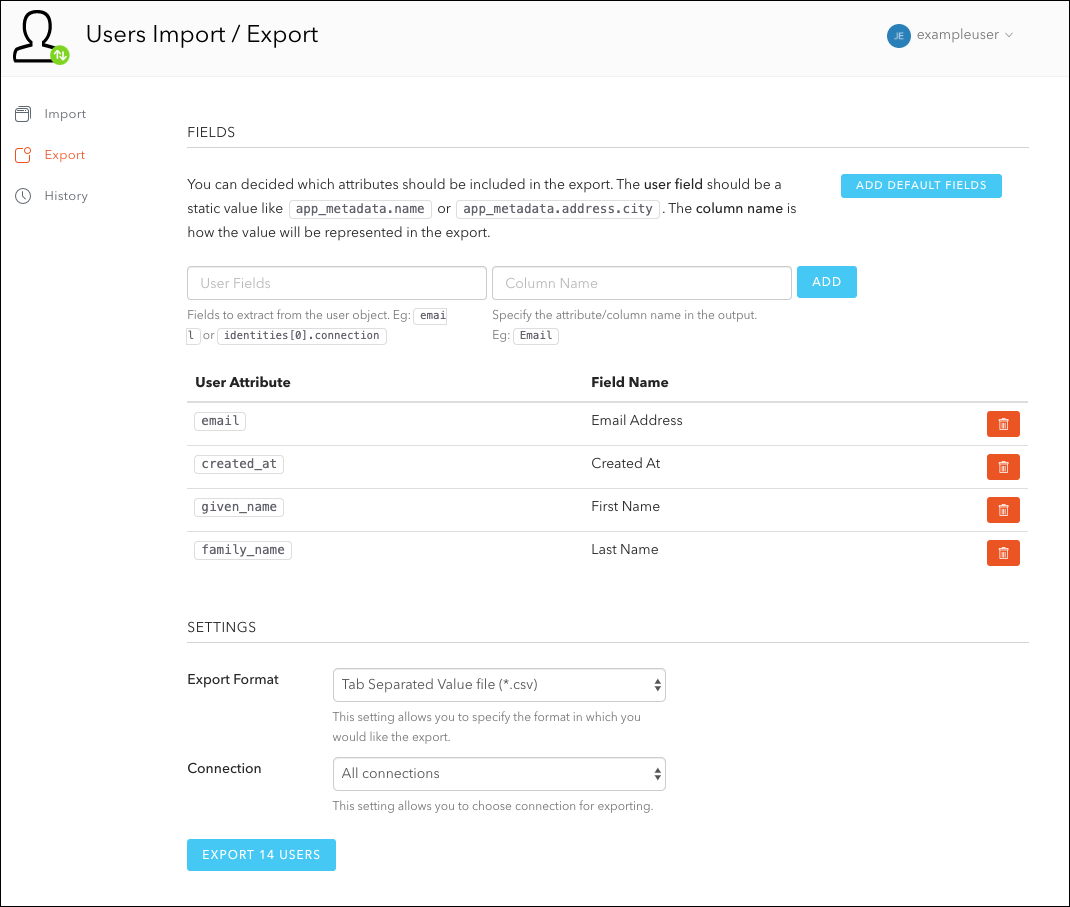 Users Import / Export
JE exampleuser
Import
Export
History
FIELDS
You can decided which attributes should be included in the export. The user field should be a
static value like app_metadata.name or app_metadata.address.city. The column name is
how the value will be represented in the export.
ADD DEFAULT FIELDS
User Fields
Column Name
ADD
Fields to extract from the user object. Eg: emai
l or identities[0].connection
Specify the attribute/column name in the output.
Eg: Email
User Attribute Field Name
email Email Address
created_at Created At
given_name First Name
family_name Last Name
SETTINGS
Export Format
Tab Separated Value file (*.csv)
This setting allows you to specify the format in which you
would like the export.
Connection
All connections
This setting allows you to choose connection for exporting.
EXPORT 14 USERS